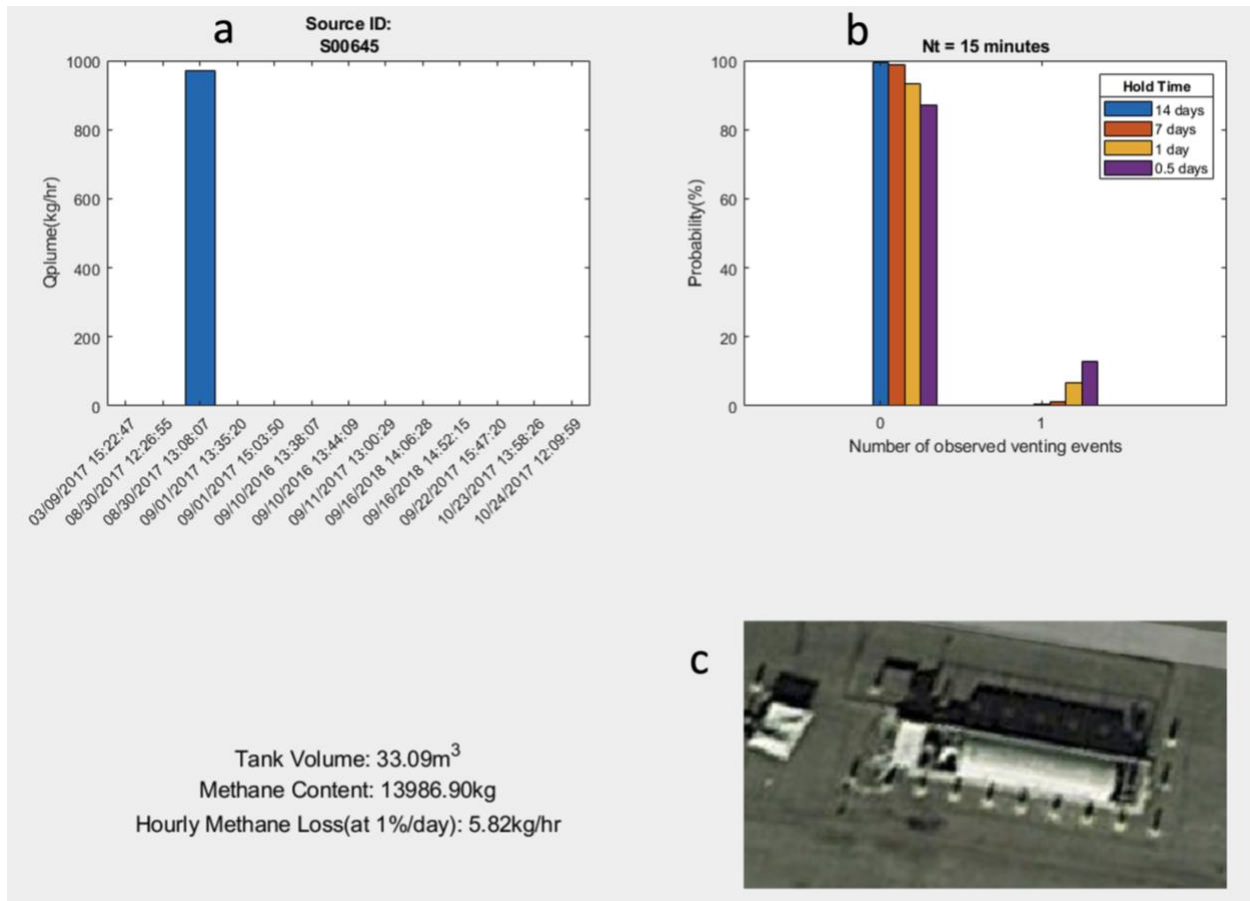 a
Source ID:
S00645
1000
800
600
400
200
0
Qplume(kg/hr)
03/09/2017 15:22:47
08/30/2017 12:26:55
08/30/2017 13:08:07
09/01/2017 13:35:20
09/01/2017 15:03:50
09/10/2016 13:38:07
09/10/2016 13:44:09
09/11/2017 13:00:29
09/16/2018 14:06:28
09/16/2018 14:52:15
09/22/2017 15:47:20
10/23/2017 13:58:26
10/24/2017 12:09:59
b
Nt = 15 minutes
100
80
60
40
20
0
Probability(%)
Hold Time
14 days
7 days
1 day
0.5 days
0 1
Number of observed venting events
c
Tank Volume: 33.09m³
Methane Content: 13986.90kg
Hourly Methane Loss(at 1%/day): 5.82kg/hr